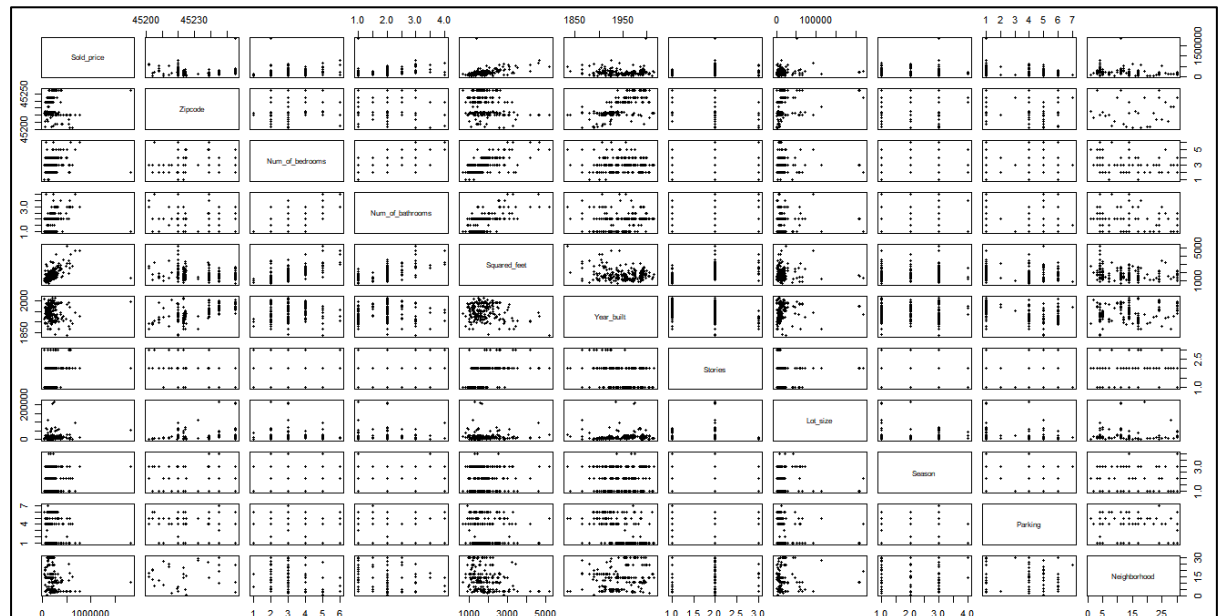 45200 45230 1.0 2.0 3.0 4.0 1850 1950 0 100000 1 2 3 4 5 6 7
Sold_price 0 1500000
45200 45250 Zipcode
Num_of_bedrooms 1 3 5
1.0 3.0 Num_of_bathrooms
Squared_feet 1000 5000
1850 2000 Year_built
Stories 1.0 2.5
0 200000 Lot_size
Season 1.0 3.0
1 4 7 Parking
Neighborhood 0 15 30
0 1000000 1 2 3 4 5 6 1000 3000 5000 1.0 1.5 2.0 2.5 3.0 1.0 2.0 3.0 4.0 0 5 15 25